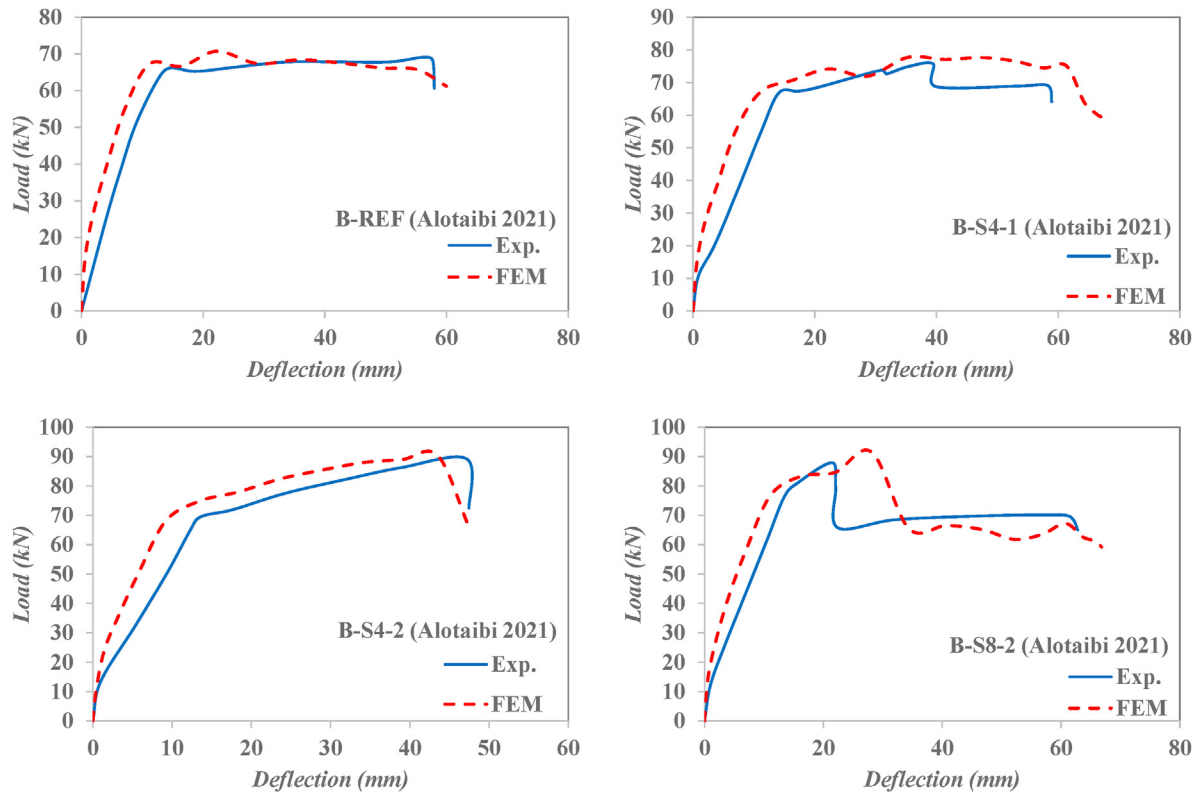 80
70
60
50
40
30
20
10
0
Load (kN)
B-REF (Alotaibi 2021)
Exp.
FEM
0 20 40 60 80
Deflection (mm)
90
80
70
60
50
40
30
20
10
0
Load (kN)
B-S4-1 (Alotaibi 2021)
Exp.
FEM
0 20 40 60 80
Deflection (mm)
100
90
80
70
60
50
40
30
20
10
0
Load (kN)
B-S4-2 (Alotaibi 2021)
Exp.
FEM
0 10 20 30 40 50 60
Deflection (mm)
100
90
80
70
60
50
40
30
20
10
0
Load (kN)
B-S8-2 (Alotaibi 2021)
Exp.
FEM
0 20 40 60 80
Deflection (mm)